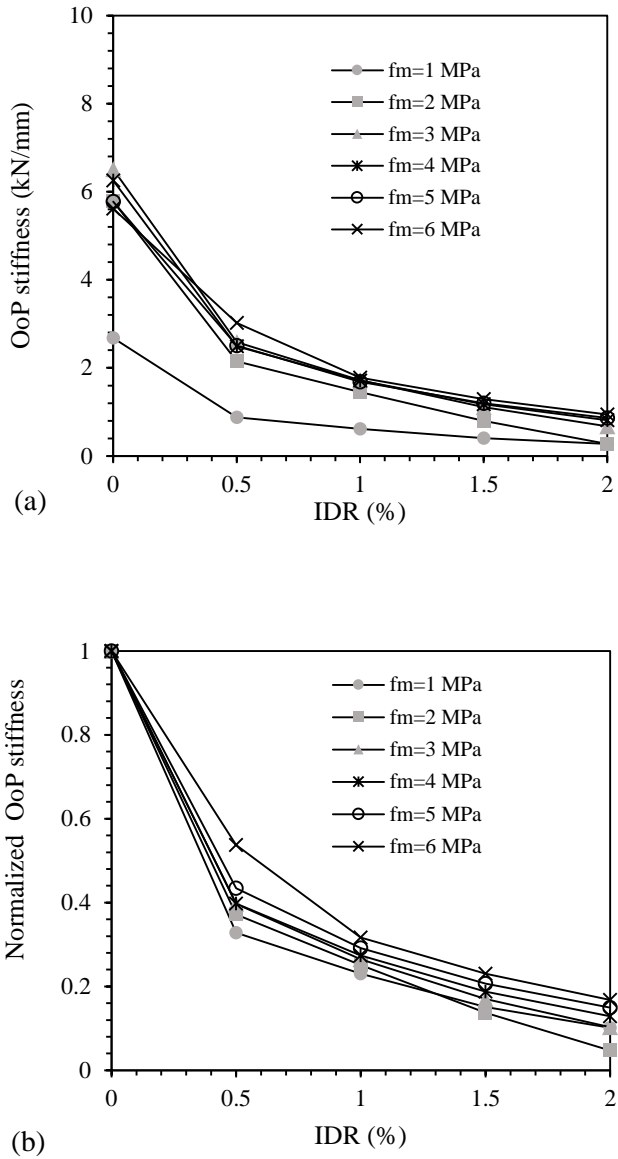 10
8
6
4
2
0
OoP stiffness (kN/mm)
fm=1 MPa
fm=2 MPa
fm=3 MPa
fm=4 MPa
fm=5 MPa
fm=6 MPa
0 0.5 1 1.5 2
IDR (%)
(a)
1
0.8
0.6
0.4
0.2
0
Normalized OoP stiffness
fm=1 MPa
fm=2 MPa
fm=3 MPa
fm=4 MPa
fm=5 MPa
fm=6 MPa
0 0.5 1 1.5 2
IDR (%)
(b)